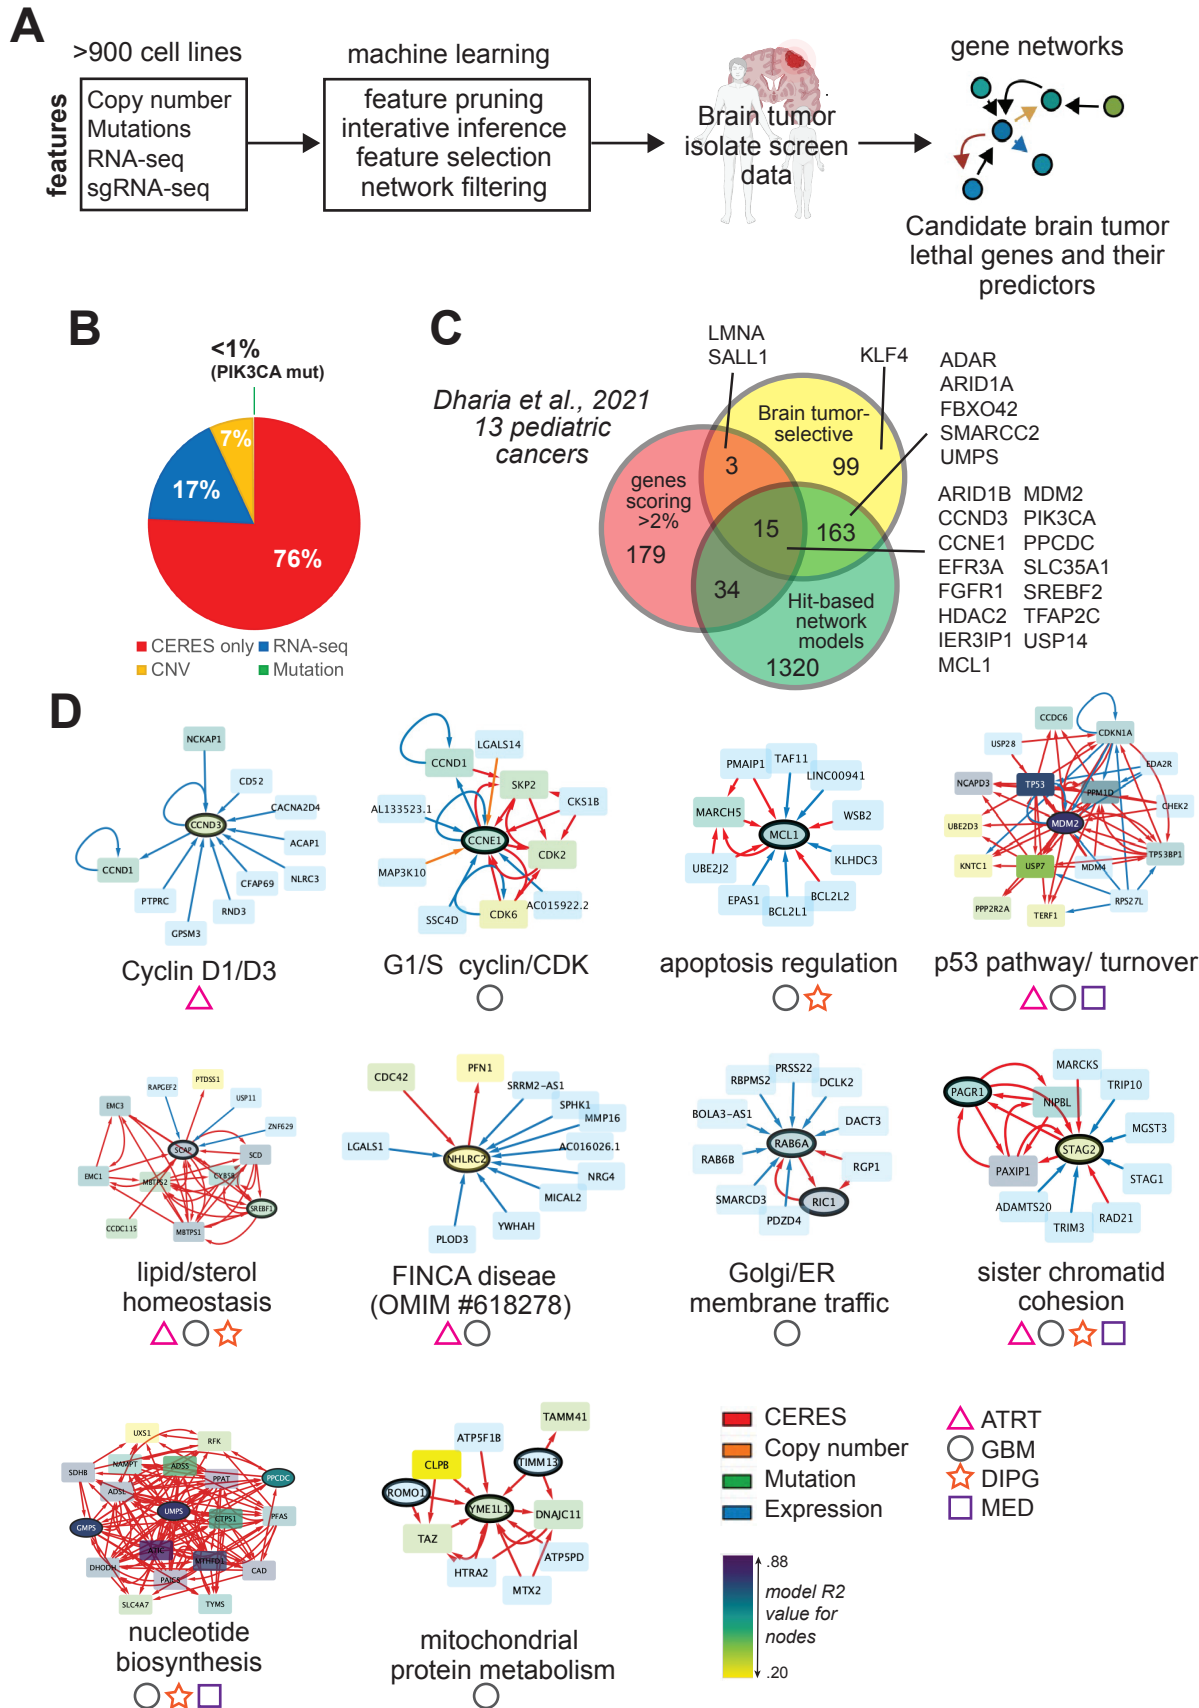 A
>900 cell lines
features
Copy number
Mutations
RNA-seq
sgRNA-seq
machine learning
feature pruning
interative inference
feature selection
network filtering
Brain tumor
isolate screen
data
gene networks
Candidate brain tumor
lethal genes and their
predictors
B
<1%
(PIK3CA mut)
7%
17%
76%
CERES only
RNA-seq
CNV
Mutation
C
Dharia et al., 2021
13 pediatric
cancers
LMNA
SALL1
KLF4
ADAR
ARID1A
FBXO42
SMARCC2
UMPS
Brain tumor-
selective
3
99
genes
scoring
>2%
179
15
163
34
Hit-based
network
models
1320
ARID1B MDM2
CCND3 PIK3CA
CCNE1 PPCDC
EFR3A SLC35A1
FGFR1 SREBF2
HDAC2 TFAP2C
IER3IP1 USP14
MCL1
D
NCKAP1
CD52
CACNA2D4
CCND3
ACAP1
CCND1
NLRC3
CFAP69
PTPRC
RND3
GPSM3
Cyclin D1/D3
LGALS14
CCND1
SKP2
AL133523.1
CKS1B
CCNE1
CDK2
MAP3K10
AC015922.2
SSC4D
CDK6
G1/S cyclin/CDK
TAF11
PMAIP1
LINC00941
MARCH5
WSB2
MCL1
UBE2J2
KLHDC3
EPAS1
BCL2L2
BCL2L1
apoptosis regulation
CCDC6
CDKN1A
USP28
EDA2R
NCAPD3
TP53
PPM1D
CHEK2
UBE2D3
MDM2
TP53BP1
KNTC1
USP7
MDM4
PPP2R2A
TERF1
RPS27L
p53 pathway/ turnover
RAPGEF2
PTDSS1
EMC3
USP11
ZNF629
SCAP
SCD
EMC1
MBTPS2
CYB5B
SREBF1
CCDC115
MBTPS1
lipid/sterol
homeostasis
CDC42
PFN1
SRRM2-AS1
SPHK1
MMP16
LGALS1
AC016026.1
NHLRC2
NRG4
MICAL2
YWHAH
PLOD3
FINCA diseae
(OMIM #618278)
PRSS22
RBPMS2
DCLK2
BOLA3-AS1
DACT3
RAB6A
RAB6B
RGP1
SMARCD3
RIC1
PDZD4
Golgi/ER
membrane traffic
MARCKS
PAGR1
TRIP10
NIPBL
MGST3
STAG2
PAXIP1
STAG1
ADAMTS20
RAD21
TRIM3
sister chromatid
cohesion
UXS1
RFK
SDHB
NAMPT
ADSS
PPAT
PPCDC
ADSL
UMPS
GMPS
CTPS1
PFAS
ATIC
MTHFD1
DHODH
CAD
PAICS
SLC4A7
TYMS
nucleotide
biosynthesis
TAMM41
ATP5F1B
CLPB
TIMM13
ROMO1
YME1L1
DNAJC11
TAZ
ATP5PD
HTRA2
MTX2
mitochondrial
protein metabolism
CERES
Copy number
Mutation
Expression
ATRT
GBM
DIPG
MED
.88
model R2
value for
nodes
.20